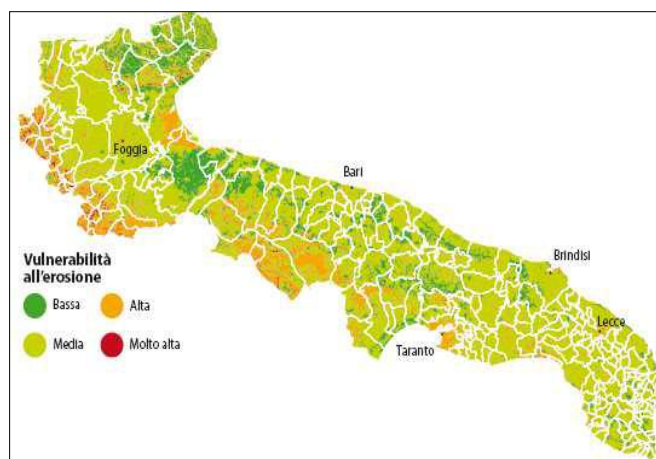 Foggia
Bari
Vulnerabilità
all'erosione
Bassa
Alta
Media
Molto alta
Brindisi
Lecce
Taranto